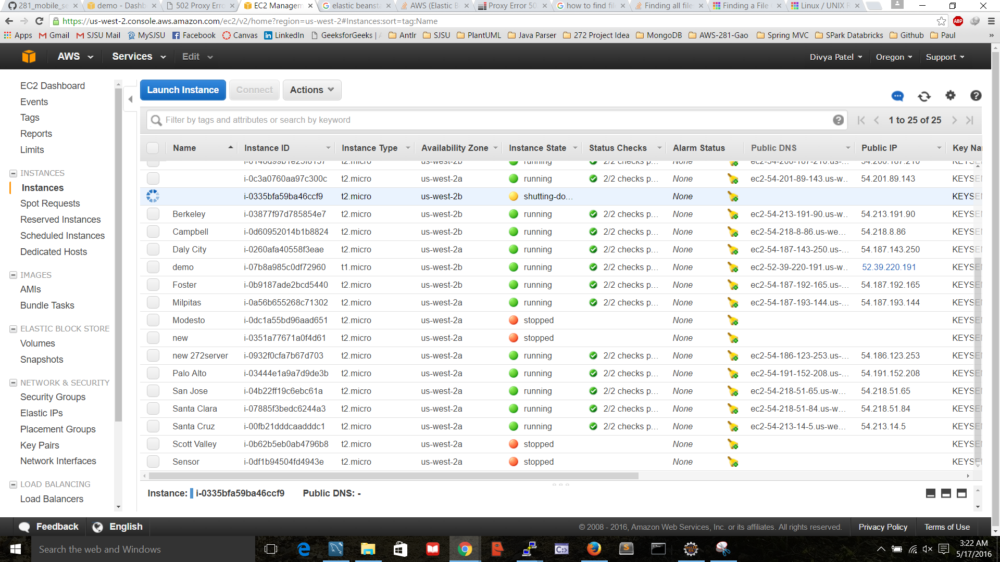 281_mobile_se
demo - Dashb
502 Proxy Erro
EC2 Managem
elastic beansta
AWS (Elastic B
Proxy Error 50
how to find fil
Finding all file
Finding a File
Linux / UNIX F
https://us-west-2.console.aws.amazon.com/ec2/v2/home?region=us-west-2#Instances:sort=tag:Name
ABP
Apps Gmail SJSU Mail MySJSU Facebook Canvas LinkedIn GeeksforGeeks | Antlr SJSU PlantUML Java Parser 272 Project Idea MongoDB AWS-281-Gao Spring MVC SPark Databricks Github Paul »
AWS Services Edit Divya Patel Oregon Support
EC2 Dashboard
Events
Tags
Reports
Limits
INSTANCES
Instances
Spot Requests
Reserved Instances
Scheduled Instances
Dedicated Hosts
IMAGES
AMIs
Bundle Tasks
ELASTIC BLOCK STORE
Volumes
Snapshots
NETWORK & SECURITY
Security Groups
Elastic IPs
Placement Groups
Key Pairs
Network Interfaces
LOAD BALANCING
Load Balancers
Launch Instance Connect Actions
Filter by tags and attributes or search by keyword
1 to 25 of 25
Name Instance ID Instance Type Availability Zone Instance State Status Checks Alarm Status Public DNS Public IP Key Na
t2.micro us-west-2b running 2/2 checks p... None
i-0c3a0760aa97c300c t2.micro us-west-2a running 2/2 checks p... None ec2-54-201-89-143.us-w... 54.201.89.143 KEYSE
i-0335bfa59ba46ccf9 t2.micro us-west-2b shutting-do... None KEYSE
Berkeley i-03877f97d785854e7 t2.micro us-west-2b running 2/2 checks p... None ec2-54-213-191-90.us-w... 54.213.191.90 KEYSE
Campbell i-0d60952014b1b8824 t2.micro us-west-2b running 2/2 checks p... None ec2-54-218-8-86.us-we... 54.218.8.86 KEYSE
Daly City i-0260afa40558f3eae t2.micro us-west-2a running 2/2 checks p... None ec2-54-187-143-250.us-... 54.187.143.250 KEYSE
demo i-07b8a985c0df72960 t1.micro us-west-2b running 2/2 checks p... None ec2-52-39-220-191.us-w... 52.39.220.191 KEYSE
Foster i-0b9187ade2bcd5440 t2.micro us-west-2b running 2/2 checks p... None ec2-54-187-192-165.us-... 54.187.192.165 KEYSE
Milpitas i-0a56b655268c71302 t2.micro us-west-2a running 2/2 checks p... None ec2-54-187-193-144.us-... 54.187.193.144 KEYSE
Modesto i-0dc1a55bd96aad651 t2.micro us-west-2a stopped None KEYSE
new i-0351a77671a0f4d61 t2.micro us-west-2a stopped None KEYSE
new 272server i-0932f0cfa7b67d703 t2.micro us-west-2a running 2/2 checks p... None ec2-54-186-123-253.us-... 54.186.123.253 KEYSE
Palo Alto i-03444e1a9a7d9de3b t2.micro us-west-2a running 2/2 checks p... None ec2-54-191-152-208.us-... 54.191.152.208 KEYSE
San Jose i-04b22ff19c6ebc61a t2.micro us-west-2a running 2/2 checks p... None ec2-54-218-51-65.us-w... 54.218.51.65 KEYSE
Santa Clara i-07885f3bedc6244a3 t2.micro us-west-2a running 2/2 checks p... None ec2-54-218-51-84.us-w... 54.218.51.84 KEYSE
Santa Cruz i-00fb21dddcaadddc1 t2.micro us-west-2a running 2/2 checks p... None ec2-54-213-14-5.us-we... 54.213.14.5 KEYSE
Scott Valley i-0b62b5eb0ab4796b8 t2.micro us-west-2a stopped None KEYSE
Sensor i-0df1b94504fd4943e t2.micro us-west-2a stopped None KEYSE
Instance: i-0335bfa59ba46ccf9 Public DNS: -
Feedback English © 2008 - 2016, Amazon Web Services, Inc. or its affiliates. All rights reserved. Privacy Policy Terms of Use
Search the web and Windows
3:22 AM
5/17/2016